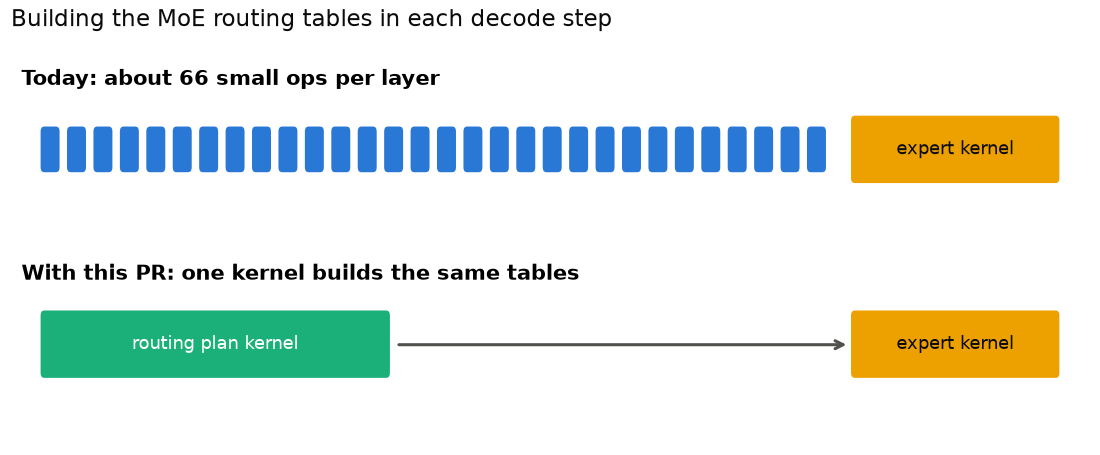 Building the MoE routing tables in each decode step
Today: about 66 small ops per layer
expert kernel
With this PR: one kernel builds the same tables
routing plan kernel
expert kernel